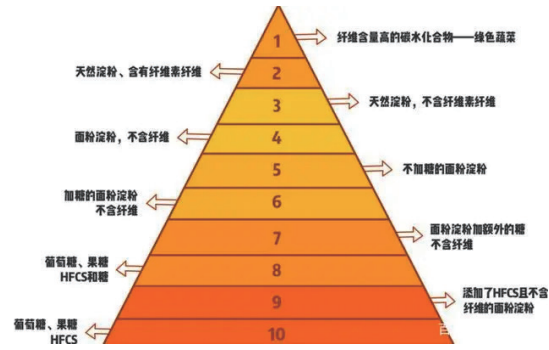 1
纤维含量高的碳水化合物——绿色蔬菜
天然淀粉、含有纤维素纤维
2
3
天然淀粉，不含纤维素纤维
面粉淀粉，不含纤维
4
5
不加糖的面粉淀粉
加糖的面粉淀粉
不含纤维
6
7
面粉淀粉加额外的糖
不含纤维
葡萄糖、果糖
HFCS和糖
8
9
添加了HFCS且不含
纤维的面粉淀粉
葡萄糖、果糖
HFCS
10